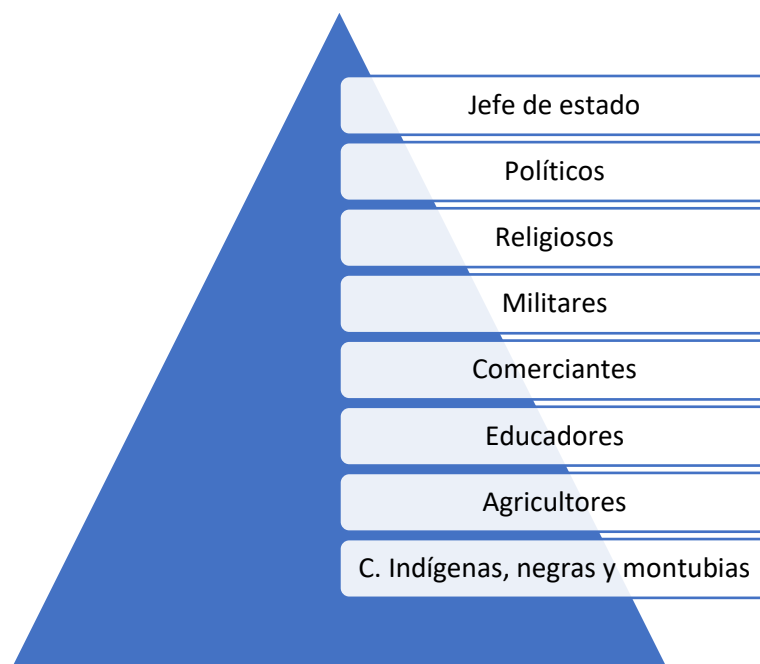 Jefe de estado
Políticos
Religiosos
Militares
Comerciantes
Educadores
Agricultores
C. Indígenas, negras y montubias